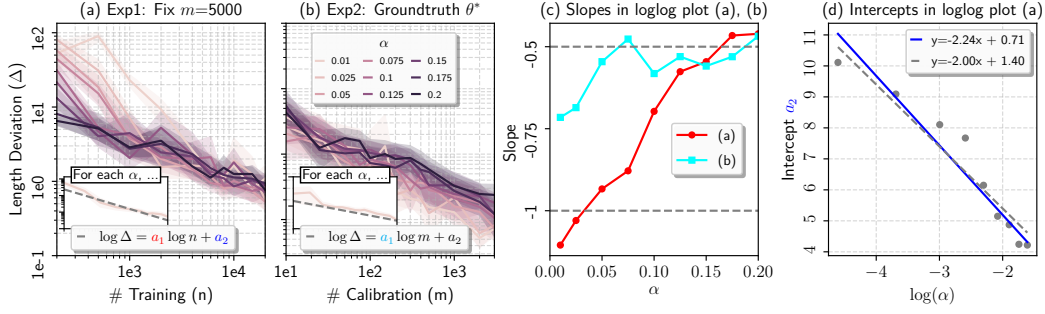 (a) Exp1: Fix m=5000
Length Deviation (Δ)
1e2
1e1
1e0
1e-1
1e3
1e4
# Training (n)
For each α, ...
log Δ = a₁ log n + a₂
(b) Exp2: Groundtruth θ*
α
0.01 0.075 0.15
0.025 0.1 0.175
0.05 0.125 0.2
For each α, ...
log Δ = a₁ log m + a₂
1e1
1e2
1e3
# Calibration (m)
(c) Slopes in loglog plot (a), (b)
Slope
-0.5
-0.75
-1
(a)
(b)
0.00
0.05
0.10
0.15
0.20
α
(d) Intercepts in loglog plot (a)
y=-2.24x + 0.71
y=-2.00x + 1.40
Intercept a₂
11
10
9
8
7
6
5
4
−4
−3
−2
log(α)